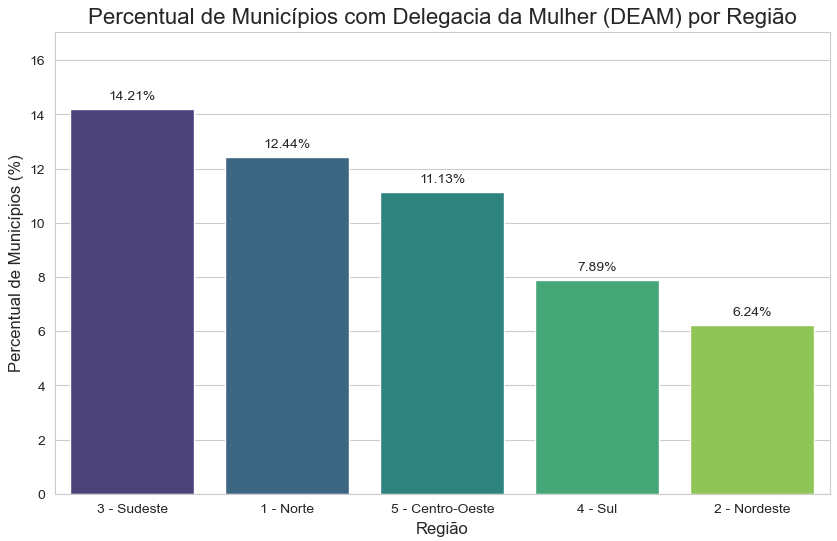 Percentual de Municípios com Delegacia da Mulher (DEAM) por Região
Percentual de Municípios (%)
16
14
12
10
8
6
4
2
0
14.21%
12.44%
11.13%
7.89%
6.24%
3 - Sudeste
1 - Norte
5 - Centro-Oeste
4 - Sul
2 - Nordeste
Região